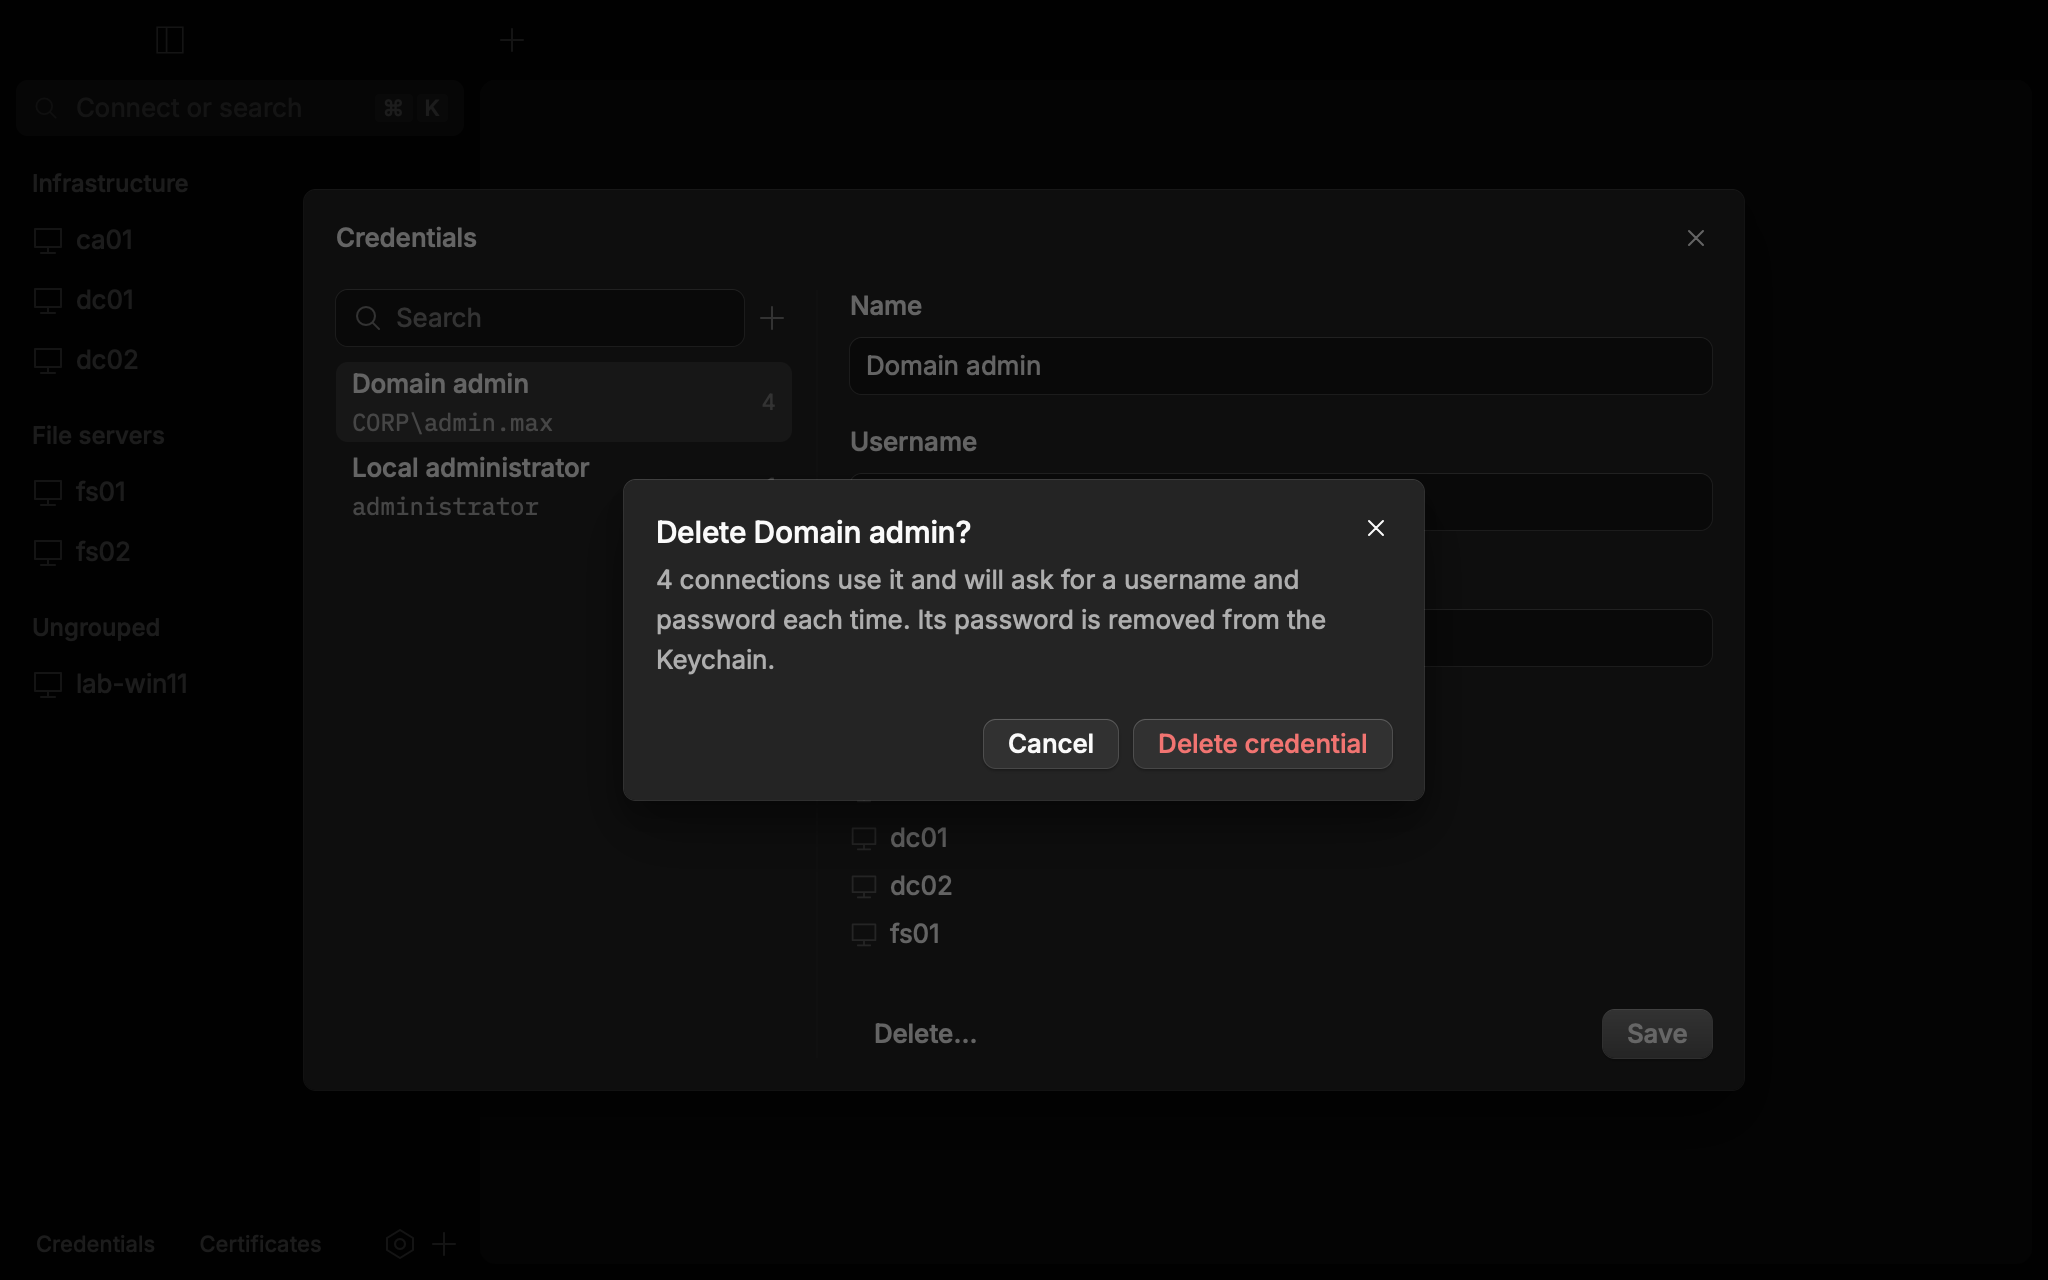 Connect or search ⌘ K
Infrastructure
ca01
dc01
dc02
File servers
fs01
fs02
Ungrouped
lab-win11
Credentials Certificates
Credentials
Search
Domain admin
CORP\admin.max
4
Local administrator
administrator
Name
Domain admin
Username
dc01
dc02
fs01
Delete...
Save
Delete Domain admin?
4 connections use it and will ask for a username and
password each time. Its password is removed from the
Keychain.
Cancel
Delete credential